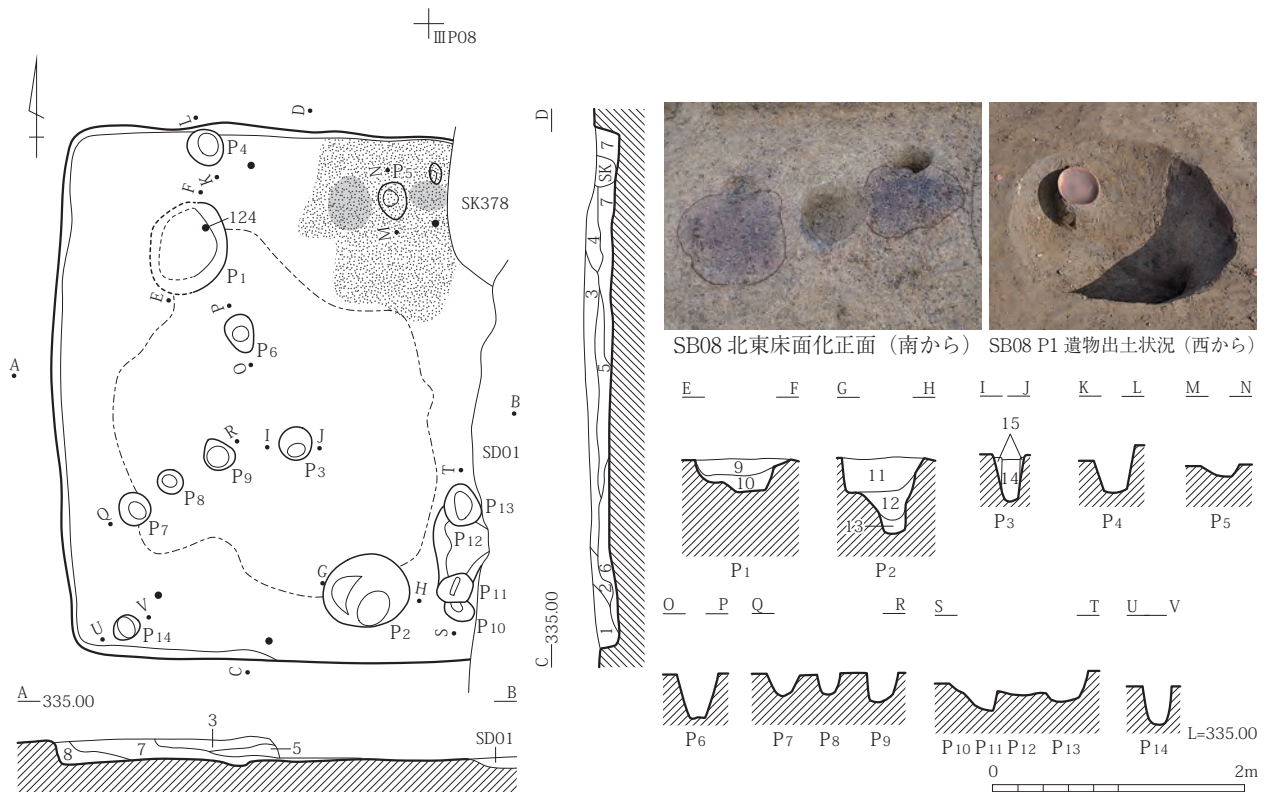 ⅢP08
L
D
P4
N
P5
K
F
SK378
124
M
P1
E
P
P6
O
A
B
R
I
J
SD01
P9
P3
T
P8
Q
P7
P13
P12
G
H
P11
V
P2
P10
U
P14
S
C
D
7
SK
7
4
3
5
6
2
1
C 335.00
A 335.00
B
3
8
7
5
SD01
SB08 北東床面化正面（南から）
SB08 P1 遺物出土状況（西から）
E F
G H
I J
K L
M N
15
9
10
11
12
13
14
P1
P2
P3
P4
P5
O P
Q R
S T
U V
P6
P7 P8 P9
P10 P11 P12 P13
P14
L=335.00
0 2m